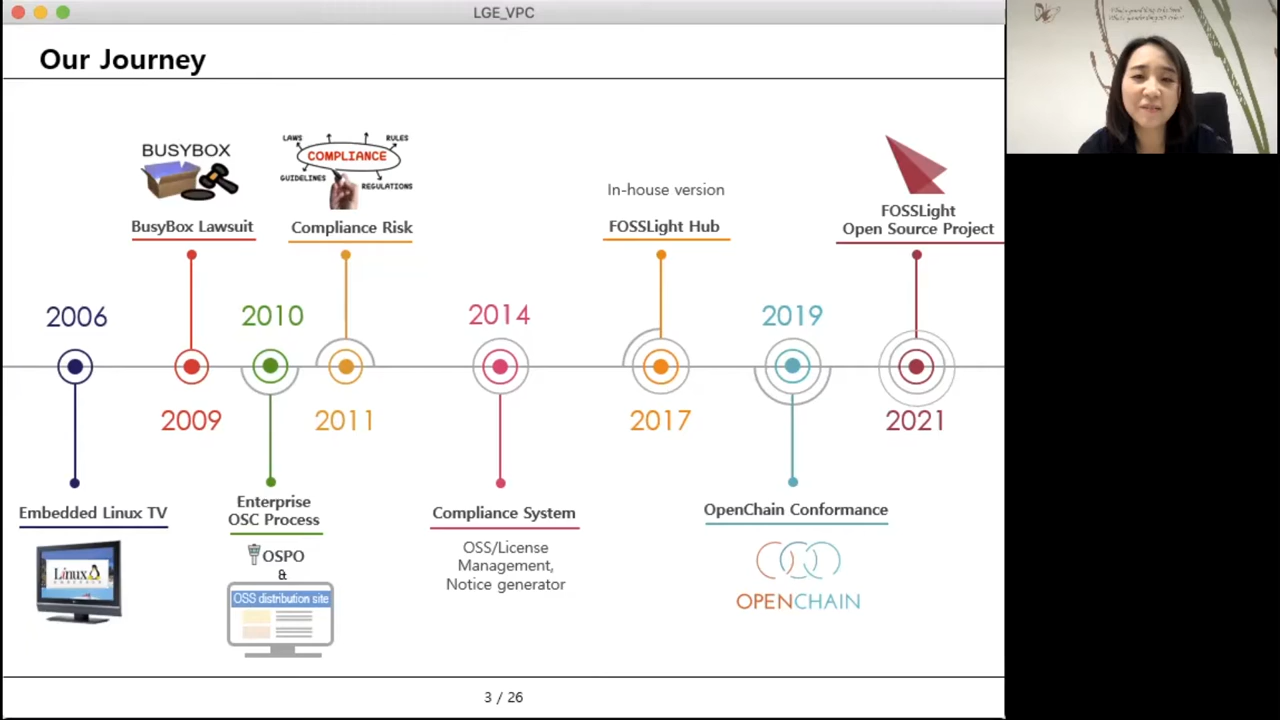 LGE_VPC
Our Journey
BUSYBOX
LAWS
RULES
COMPLIANCE
GUIDELINES
REGULATIONS
BusyBox Lawsuit
Compliance Risk
In-house version
FOSSLight Hub
FOSSLight
Open Source Project
2006
2010
2014
2019
2009
2011
2017
2021
Embedded Linux TV
Linux
Enterprise
OSC Process
OSPO
&
OSS distribution site
Compliance System
OSS/License
Management,
Notice generator
OpenChain Conformance
OPENCHAIN
3 / 26